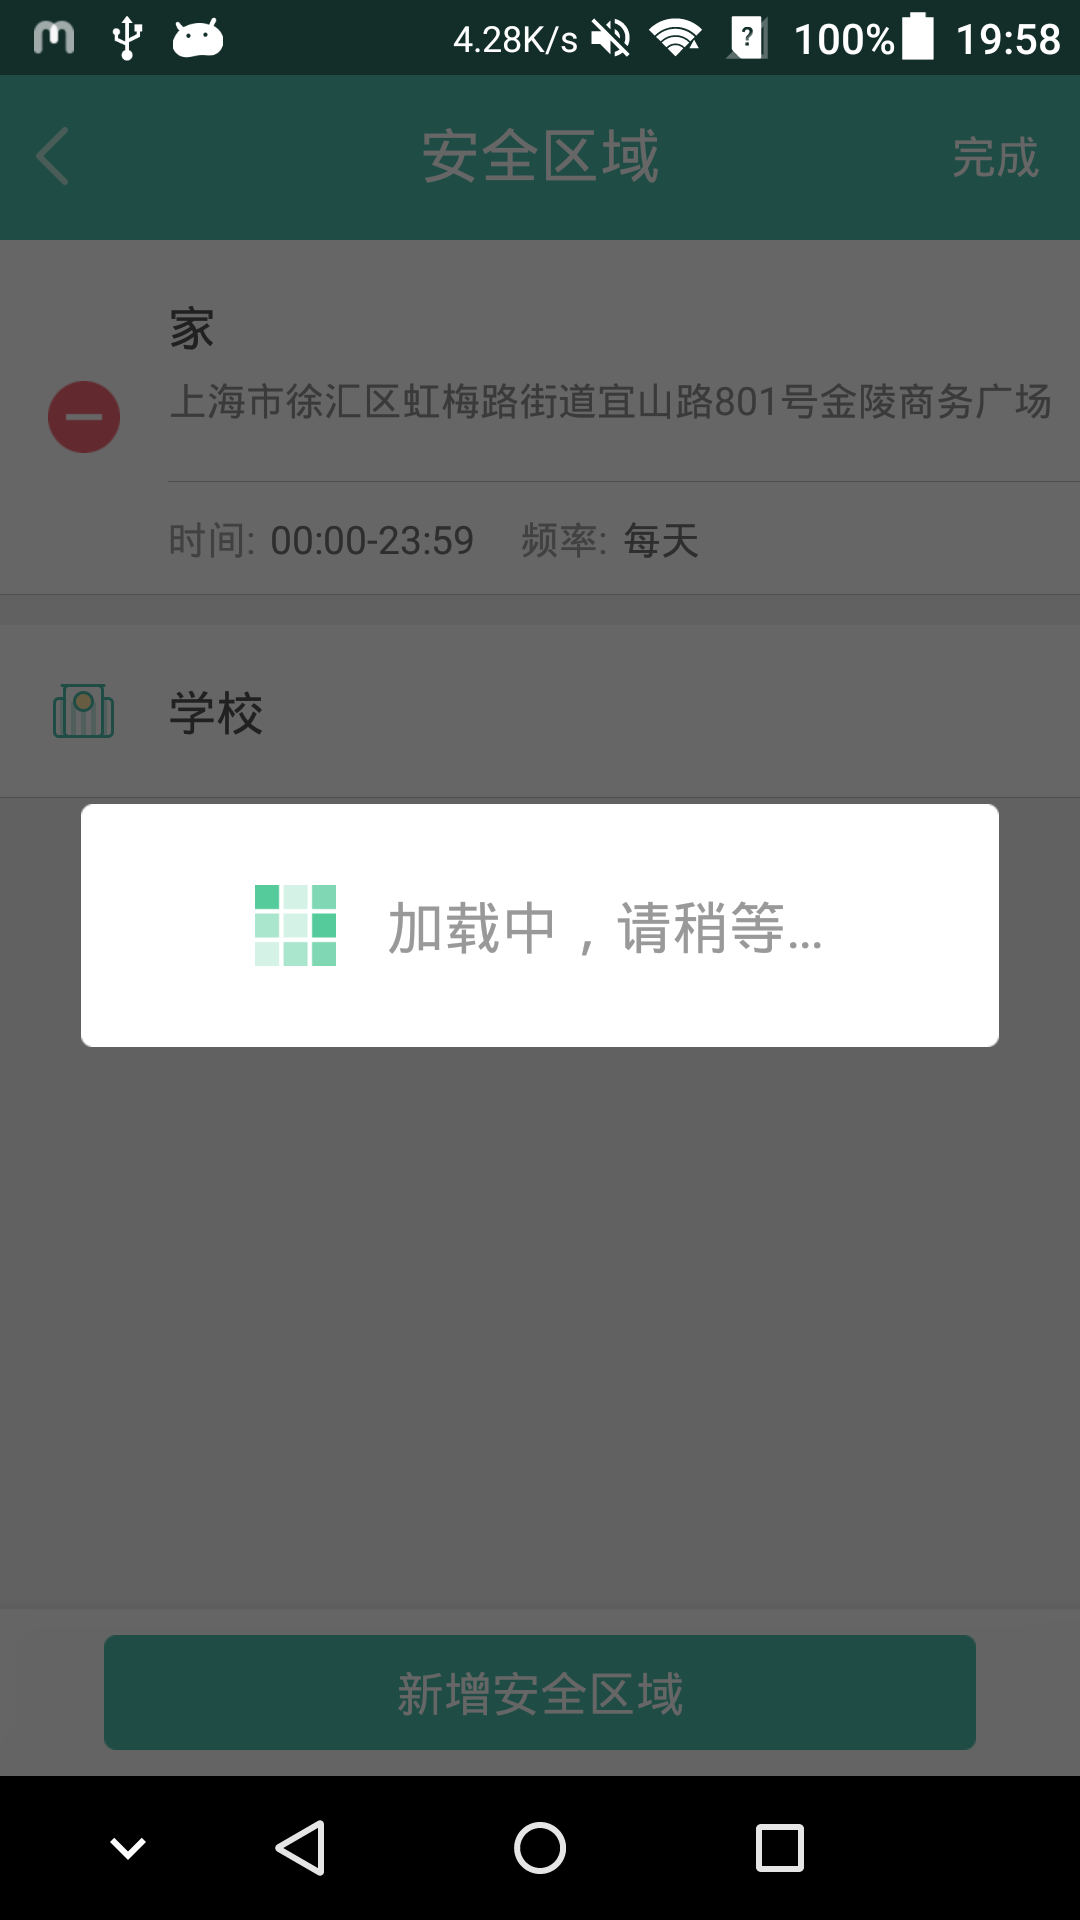 4.28K/s 100% 19:58
安全区域 完成
家
上海市徐汇区虹梅路街道宜山路801号金陵商务广场
时间: 00:00-23:59 频率: 每天
学校
加载中，请稍等...
新增安全区域